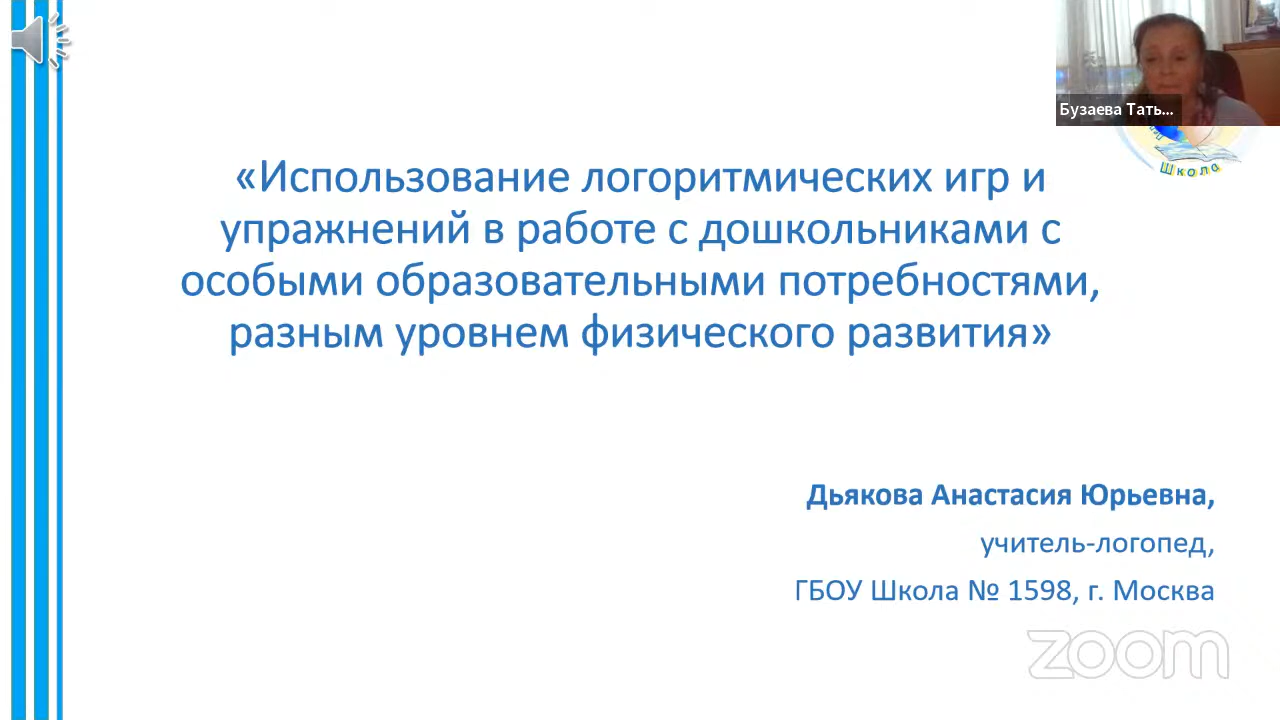 Бузаева Тать...
Школа
«Использование логоритмических игр и
упражнений в работе с дошкольниками с
особыми образовательными потребностями,
разным уровнем физического развития»
Дьякова Анастасия Юрьевна,
учитель-логопед,
ГБОУ Школа № 1598, г. Москва
zoom